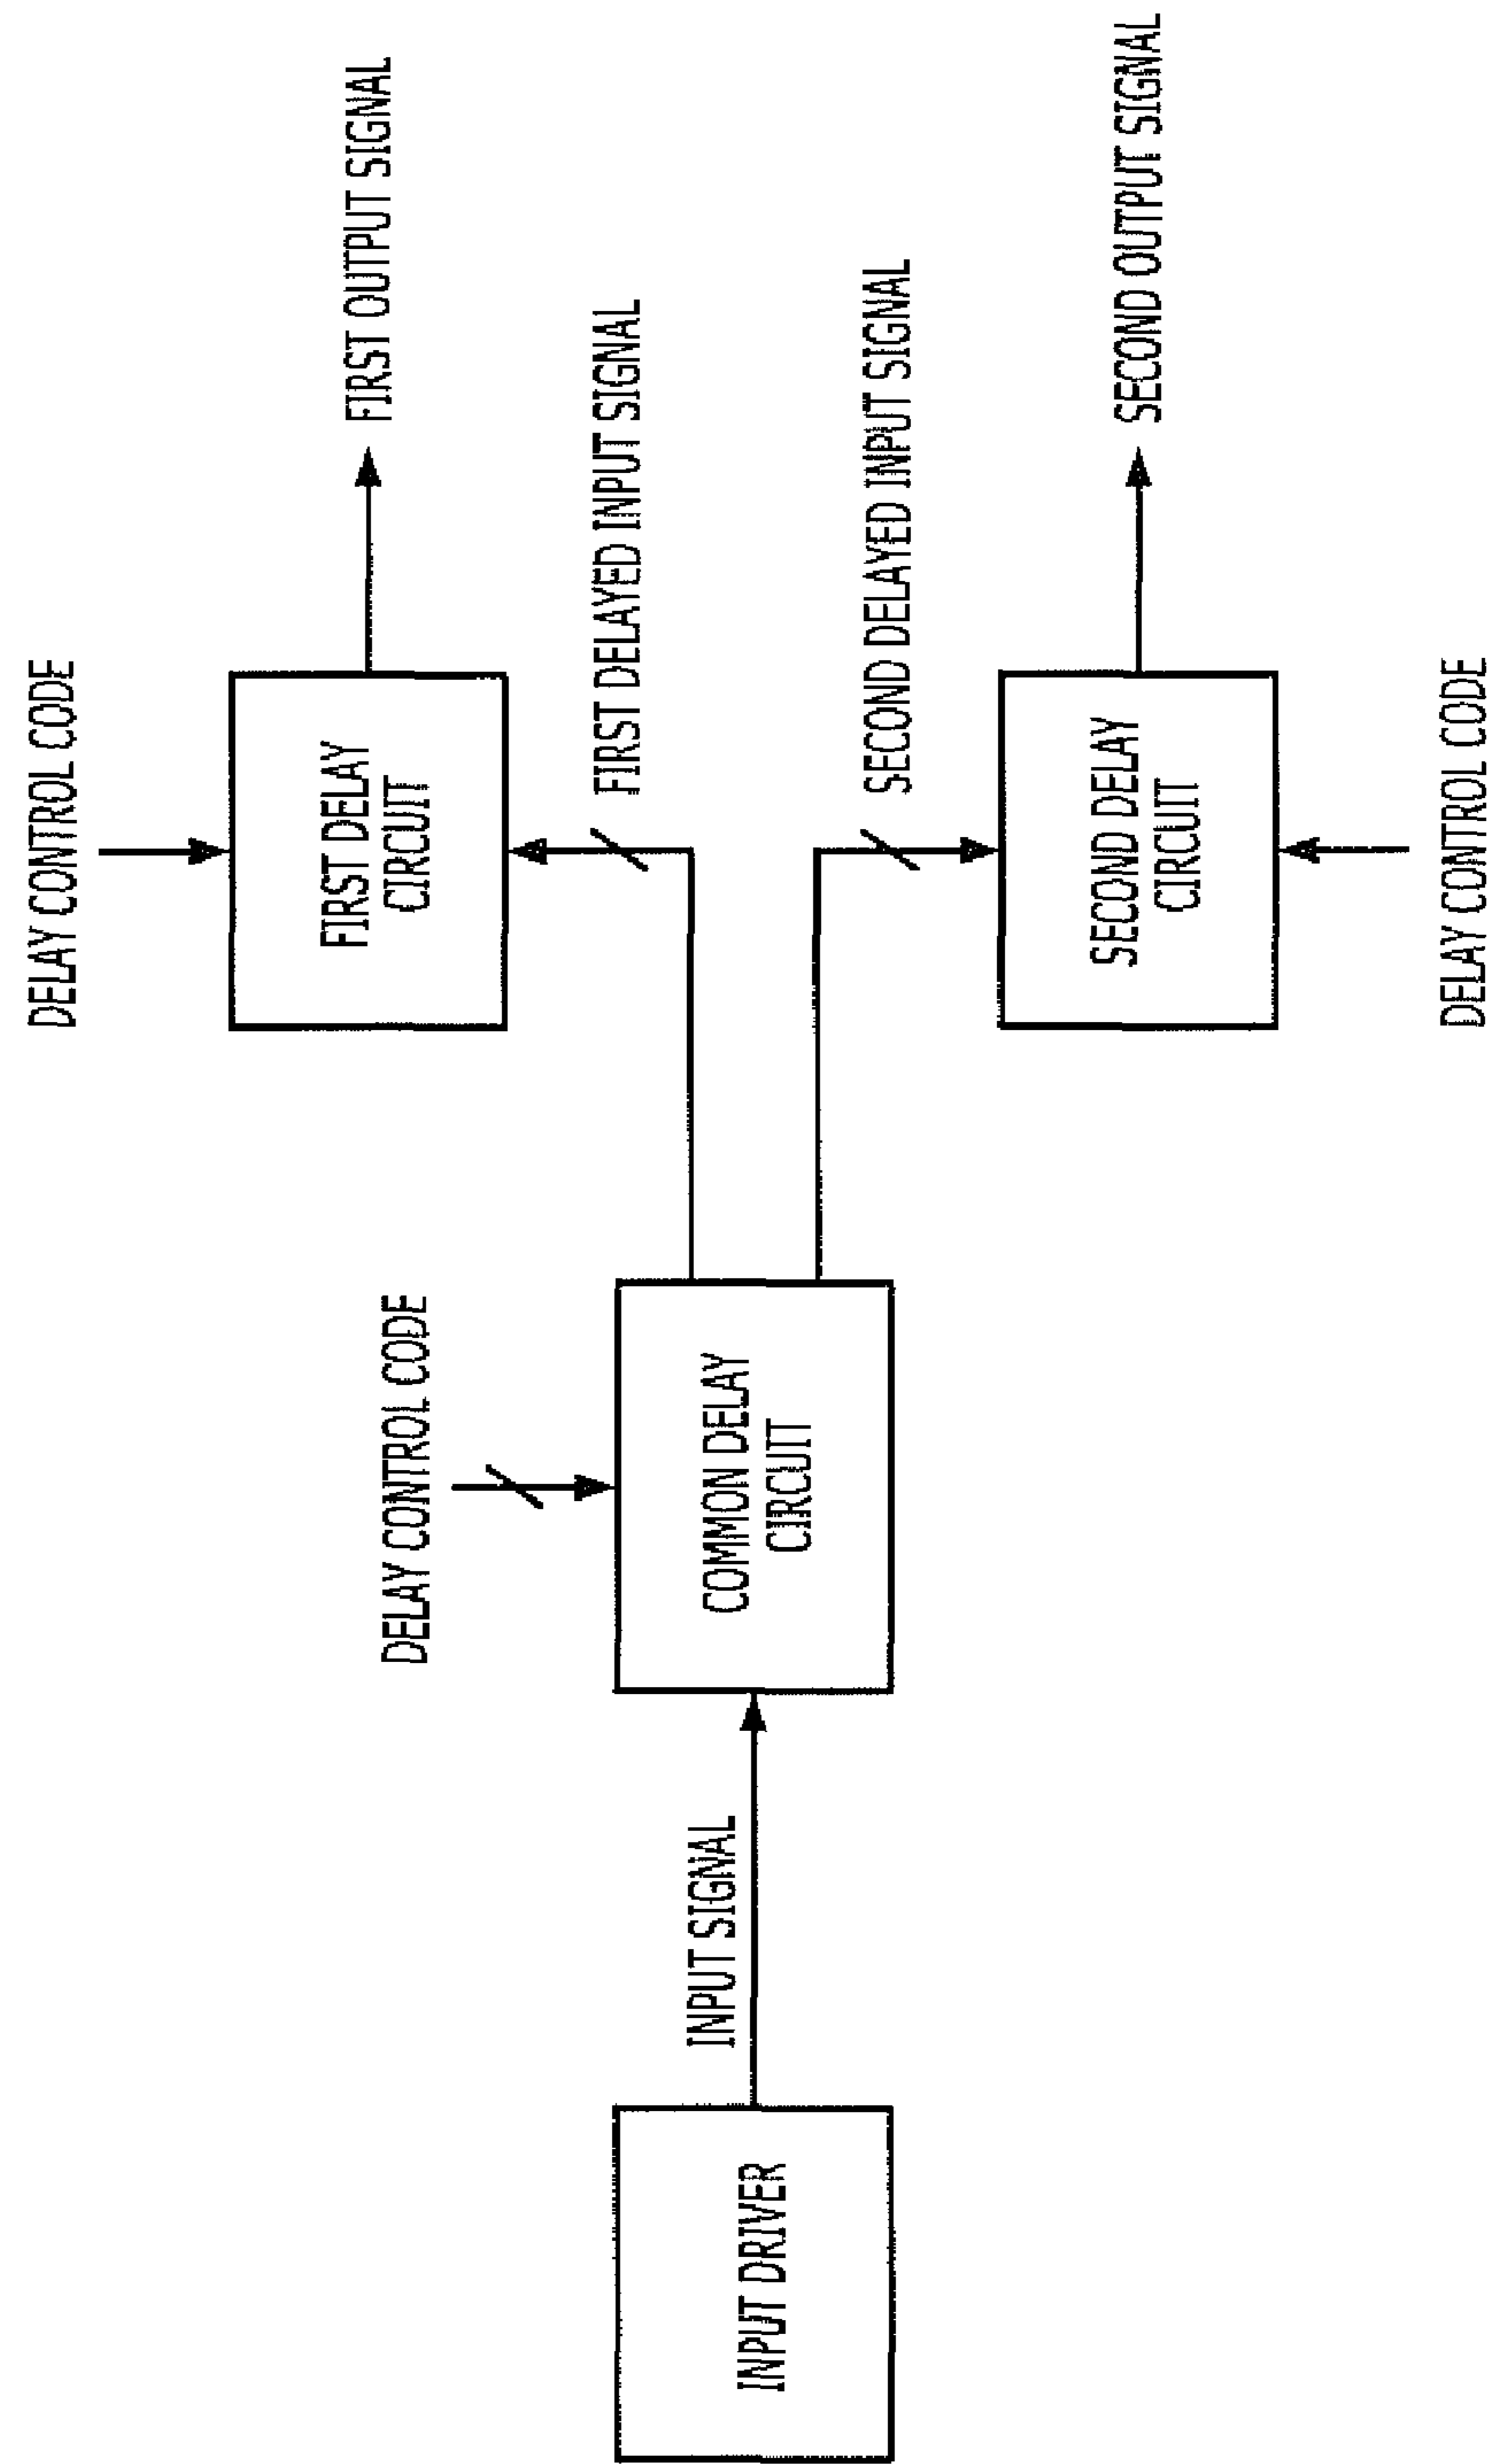 DELAY CONTROL CODE
FIRST DELAY
CIRCUIT
FIRST OUTPUT SIGNAL
DELAY CONTROL CODE
FIRST DELAYED INPUT SIGNAL
INPUT DRIVER
INPUT SIGNAL
COMMON DELAY
CIRCUIT
SECOND DELAYED INPUT SIGNAL
SECOND DELAY
CIRCUIT
SECOND OUTPUT SIGNAL
DELAY CONTROL CODE